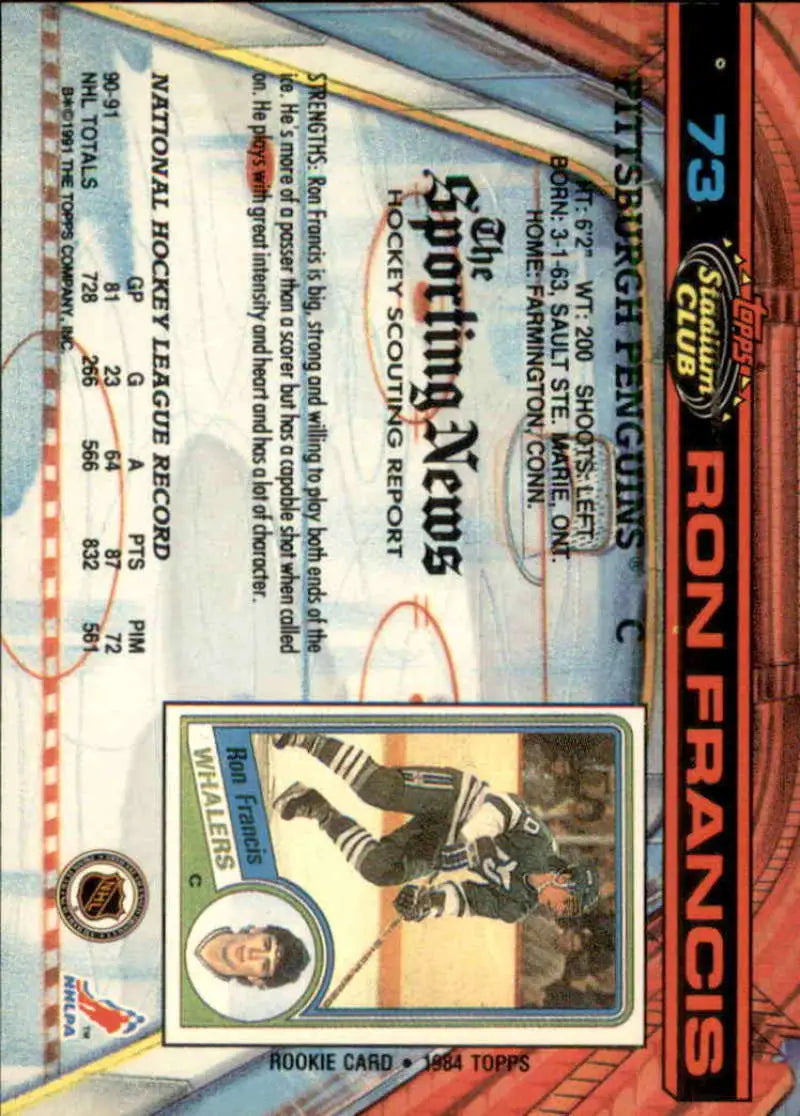 73
Topps
Stadium
CLUB
RON FRANCIS
PITTSBURGH PENGUINS® C
HT: 6'2" WT: 200 SHOOTS: LEFT
BORN: 3-1-63, SAULT STE. MARIE, ONT.
HOME: FARMINGTON, CONN.
The
Sporting News
HOCKEY SCOUTING REPORT
STRENGTHS: Ron Francis is big, strong and willing to play both ends of the
ice. He's more of a passer than a scorer but has a capable shot when called
on. He plays with great intensity and heart and has a lot of character.
NATIONAL HOCKEY LEAGUE RECORD
GP G A PTS PIM
90-91 81 23 64 87 72
NHL TOTALS 728 266 566 832 561
B*©1991 THE TOPPS COMPANY, INC.
Ron Francis
WHALERS
C
ROOKIE CARD • 1984 TOPPS
NHL
NHLPA™